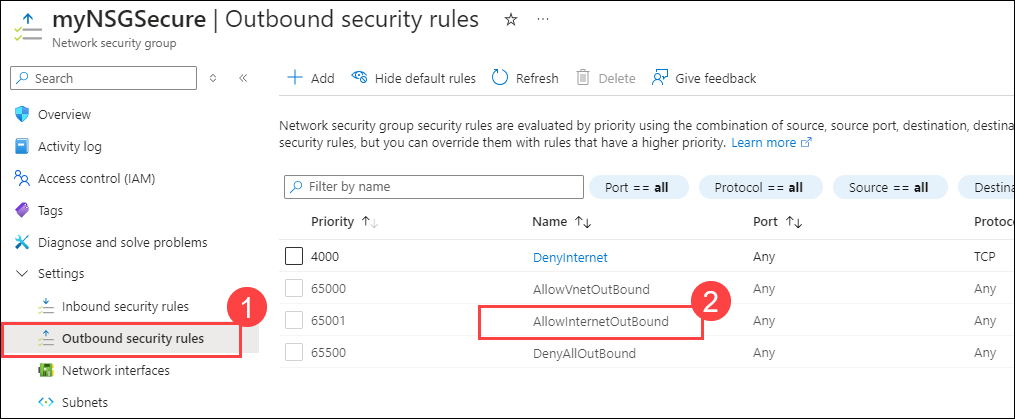 myNSGSecure | Outbound security rules ☆ ...
Network security group
Search
Add Hide default rules Refresh Delete Give feedback
Overview
Activity log
Access control (IAM)
Tags
Diagnose and solve problems
Settings
Inbound security rules
1
Outbound security rules
Network interfaces
Subnets
Network security group security rules are evaluated by priority using the combination of source, source port, destination, destina
security rules, but you can override them with rules that have a higher priority. Learn more
Filter by name Port == all Protocol == all Source == all Destina
Priority ↑↓ Name ↑↓ Port ↑↓ Protoc
4000 DenyInternet Any TCP
65000 AllowVnetOutBound Any Any
2
65001 AllowInternetOutBound Any Any
65500 DenyAllOutBound Any Any